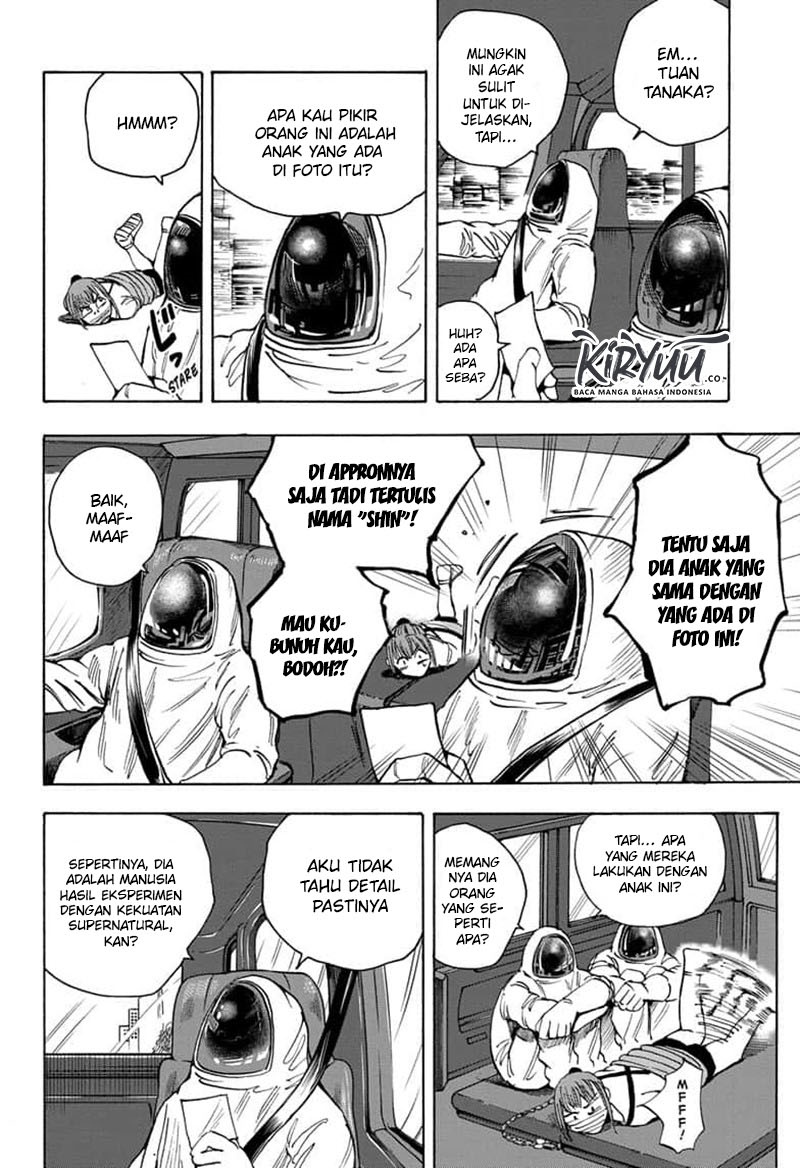 EM...
TUAN
TANAKA?
MUNGKIN
INI AGAK
SULIT
UNTUK DI-
JELASKAN,
TAPI...
HUH?
ADA
APA
SEBA?
KIRYUU
.CO
BACA MANGA BAHASA INDONESIA
APA KAU PIKIR
ORANG INI ADALAH
ANAK YANG ADA
DI FOTO ITU?
HMMM?
じっ
STARE
TENTU SAJA
DIA ANAK YANG
SAMA DENGAN
YANG ADA DI
FOTO INI!
DI APPRONNYA
SAJA TADI TERTULIS
NAMA "SHIN"!
MAU KU-
BUNUH KAU,
BODOH?!
BAIK,
MAAF-
MAAF
TAPI... APA
YANG MEREKA
LAKUKAN DENGAN
ANAK INI?
MEMANG
NYA DIA
ORANG
YANG SE-
PERTI
APA?
MFFF!
AKU TIDAK
TAHU DETAIL
PASTINYA
SEPERTINYA, DIA
ADALAH MANUSIA
HASIL EKSPERIMEN
DENGAN KEKUATAN
SUPERNATURAL,
KAN?